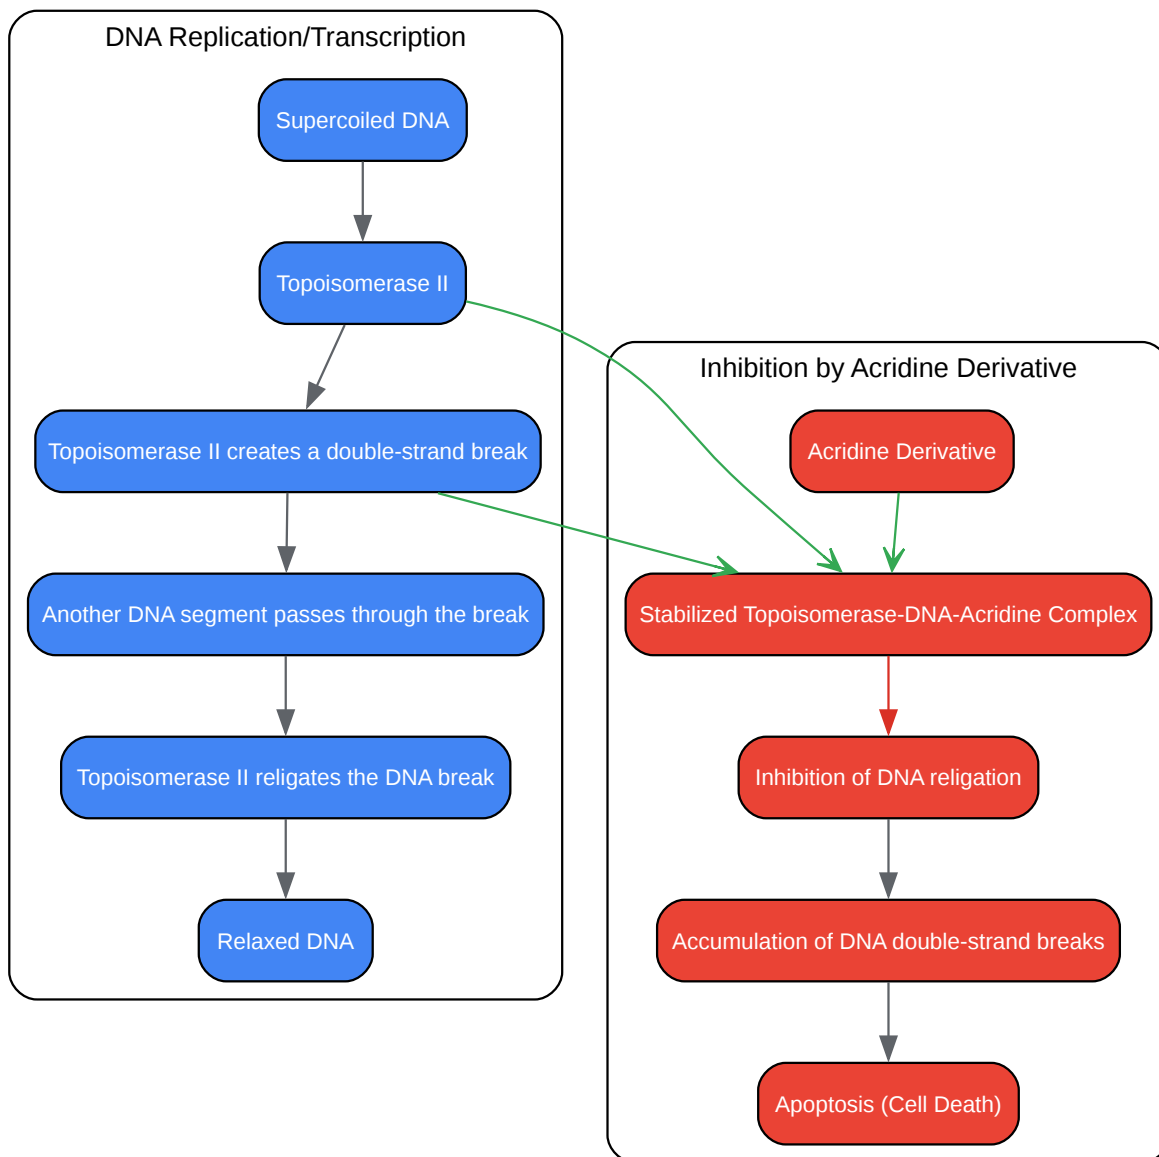 DNA Replication/Transcription
Supercoiled DNA
Topoisomerase II
Topoisomerase II creates a double-strand break
Another DNA segment passes through the break
Topoisomerase II religates the DNA break
Relaxed DNA
Inhibition by Acridine Derivative
Acridine Derivative
Stabilized Topoisomerase-DNA-Acridine Complex
Inhibition of DNA religation
Accumulation of DNA double-strand breaks
Apoptosis (Cell Death)